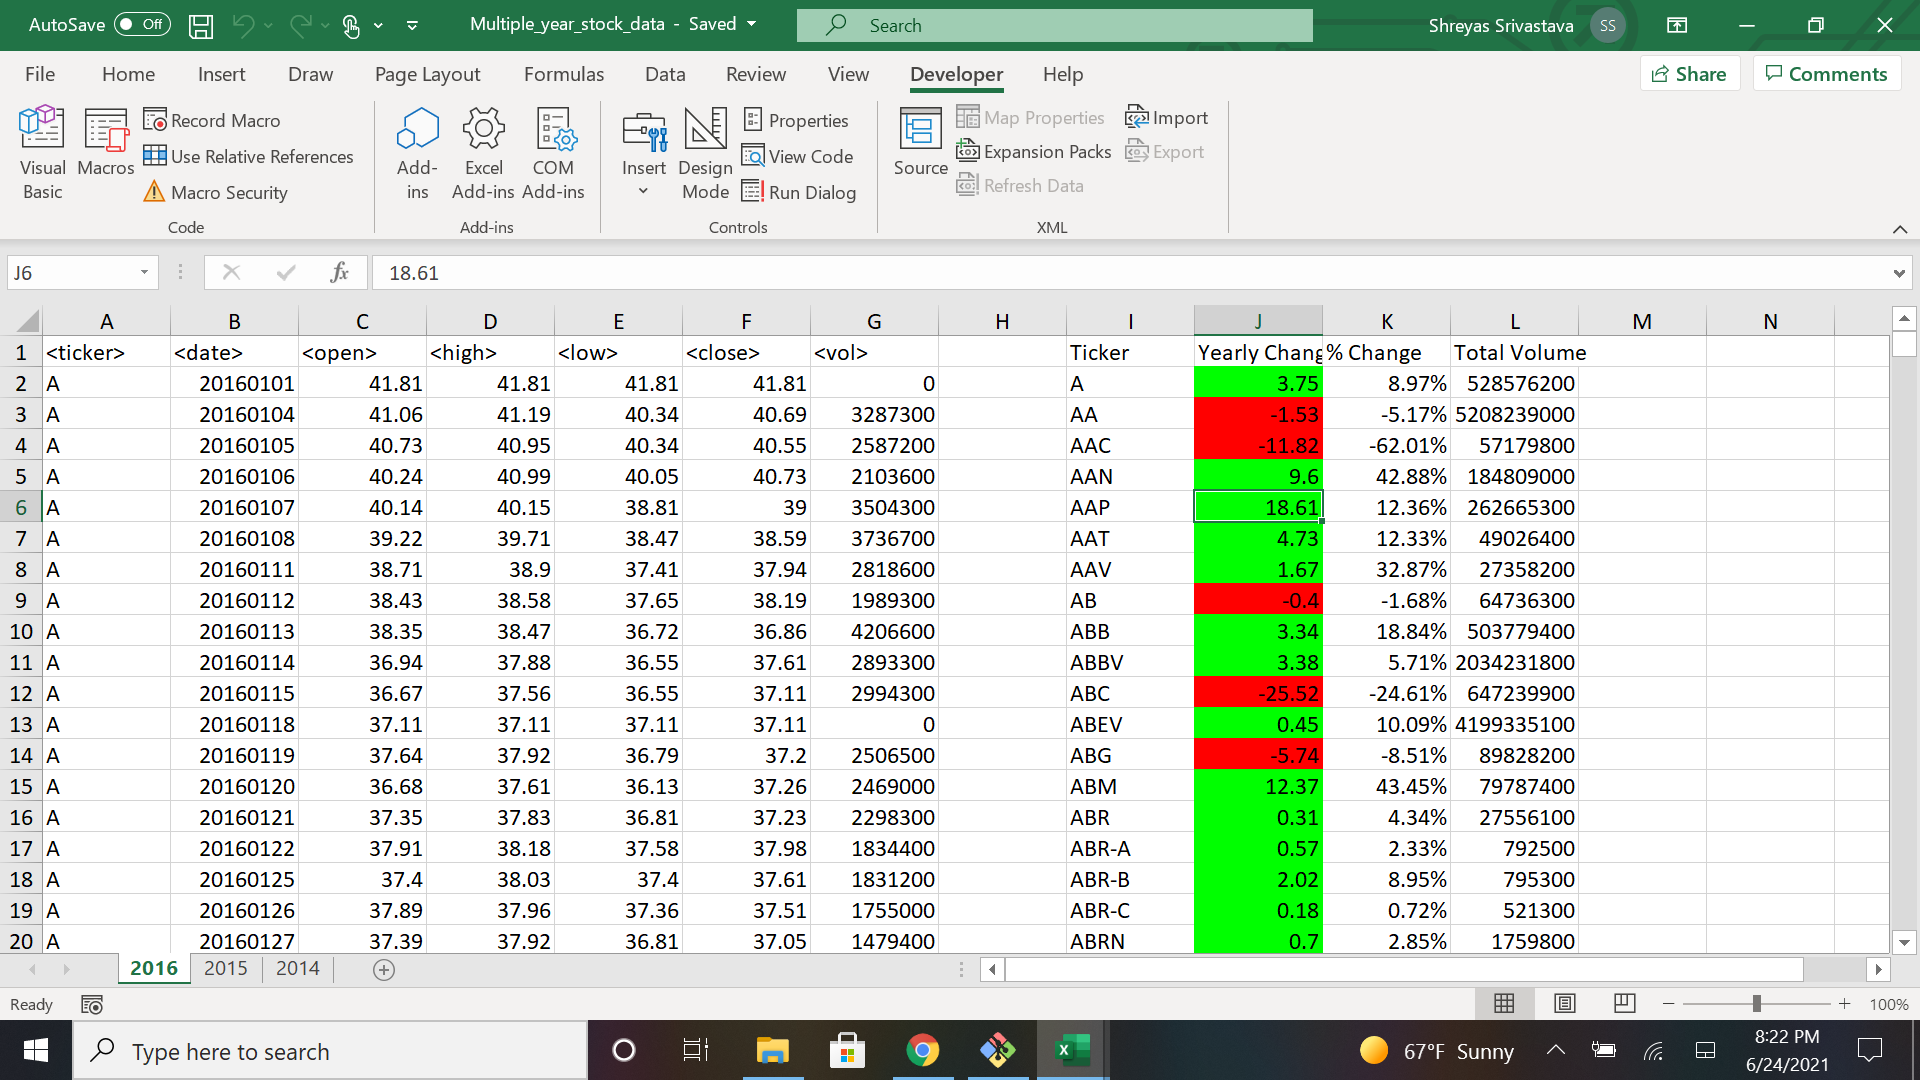 AutoSave Off Multiple_year_stock_data - Saved Search Shreyas Srivastava SS
File Home Insert Draw Page Layout Formulas Data Review View Developer Help Share Comments
Visual Basic
Macros
Record Macro
Use Relative References
Macro Security
Code
Add-ins
Excel Add-ins
COM Add-ins
Add-ins
Insert
Design Mode
Properties
View Code
Run Dialog
Controls
Source
Map Properties
Expansion Packs
Refresh Data
Import
Export
XML
J6 fx 18.61
A B C D E F G H I J K L M N
1 <ticker> <date> <open> <high> <low> <close> <vol> Ticker Yearly Chang % Change Total Volume
2 A 20160101 41.81 41.81 41.81 41.81 0 A 3.75 8.97% 528576200
3 A 20160104 41.06 41.19 40.34 40.69 3287300 AA -1.53 -5.17% 5208239000
4 A 20160105 40.73 40.95 40.34 40.55 2587200 AAC -11.82 -62.01% 57179800
5 A 20160106 40.24 40.99 40.05 40.73 2103600 AAN 9.6 42.88% 184809000
6 A 20160107 40.14 40.15 38.81 39 3504300 AAP 18.61 12.36% 262665300
7 A 20160108 39.22 39.71 38.47 38.59 3736700 AAT 4.73 12.33% 49026400
8 A 20160111 38.71 38.9 37.41 37.94 2818600 AAV 1.67 32.87% 27358200
9 A 20160112 38.43 38.58 37.65 38.19 1989300 AB -0.4 -1.68% 64736300
10 A 20160113 38.35 38.47 36.72 36.86 4206600 ABB 3.34 18.84% 503779400
11 A 20160114 36.94 37.88 36.55 37.61 2893300 ABBV 3.38 5.71% 2034231800
12 A 20160115 36.67 37.56 36.55 37.11 2994300 ABC -25.52 -24.61% 647239900
13 A 20160118 37.11 37.11 37.11 37.11 0 ABEV 0.45 10.09% 4199335100
14 A 20160119 37.64 37.92 36.79 37.2 2506500 ABG -5.74 -8.51% 89828200
15 A 20160120 36.68 37.61 36.13 37.26 2469000 ABM 12.37 43.45% 79787400
16 A 20160121 37.35 37.83 36.81 37.23 2298300 ABR 0.31 4.34% 27556100
17 A 20160122 37.91 38.18 37.58 37.98 1834400 ABR-A 0.57 2.33% 792500
18 A 20160125 37.4 38.03 37.4 37.61 1831200 ABR-B 2.02 8.95% 795300
19 A 20160126 37.89 37.96 37.36 37.51 1755000 ABR-C 0.18 0.72% 521300
20 A 20160127 37.39 37.92 36.81 37.05 1479400 ABRN 0.7 2.85% 1759800
2016 2015 2014
Ready 100%
Type here to search 67°F Sunny 8:22 PM
6/24/2021